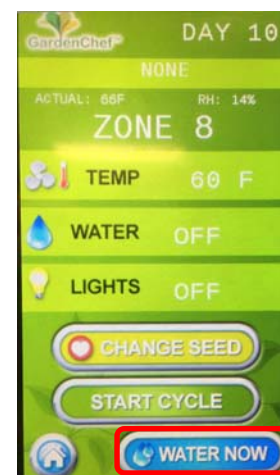 GardenChef™ DAY 10
NONE
ACTUAL: 66F RH: 14%
ZONE 8
TEMP 60 F
WATER OFF
LIGHTS OFF
CHANGE SEED
START CYCLE
WATER NOW